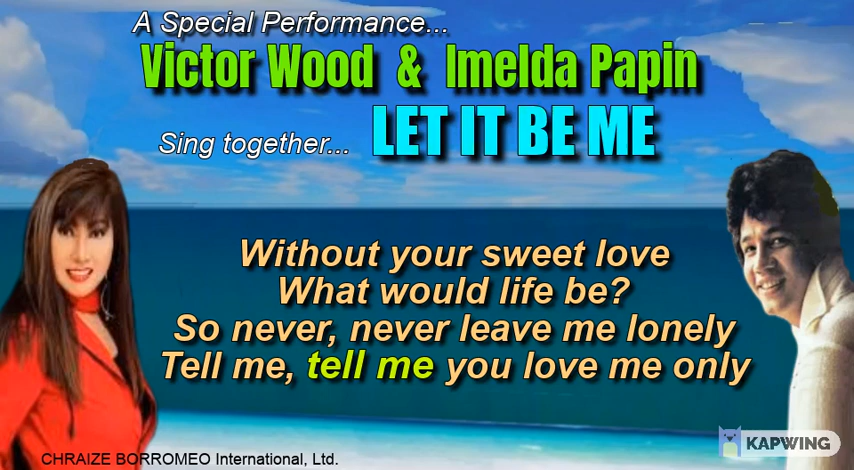 A Special Performance...
Victor Wood & Imelda Papin
Sing together... LET IT BE ME
Without your sweet love
What would life be?
So never, never leave me lonely
Tell me, tell me you love me only
CHRAIZE BORROMEO International, Ltd.
KAPWING